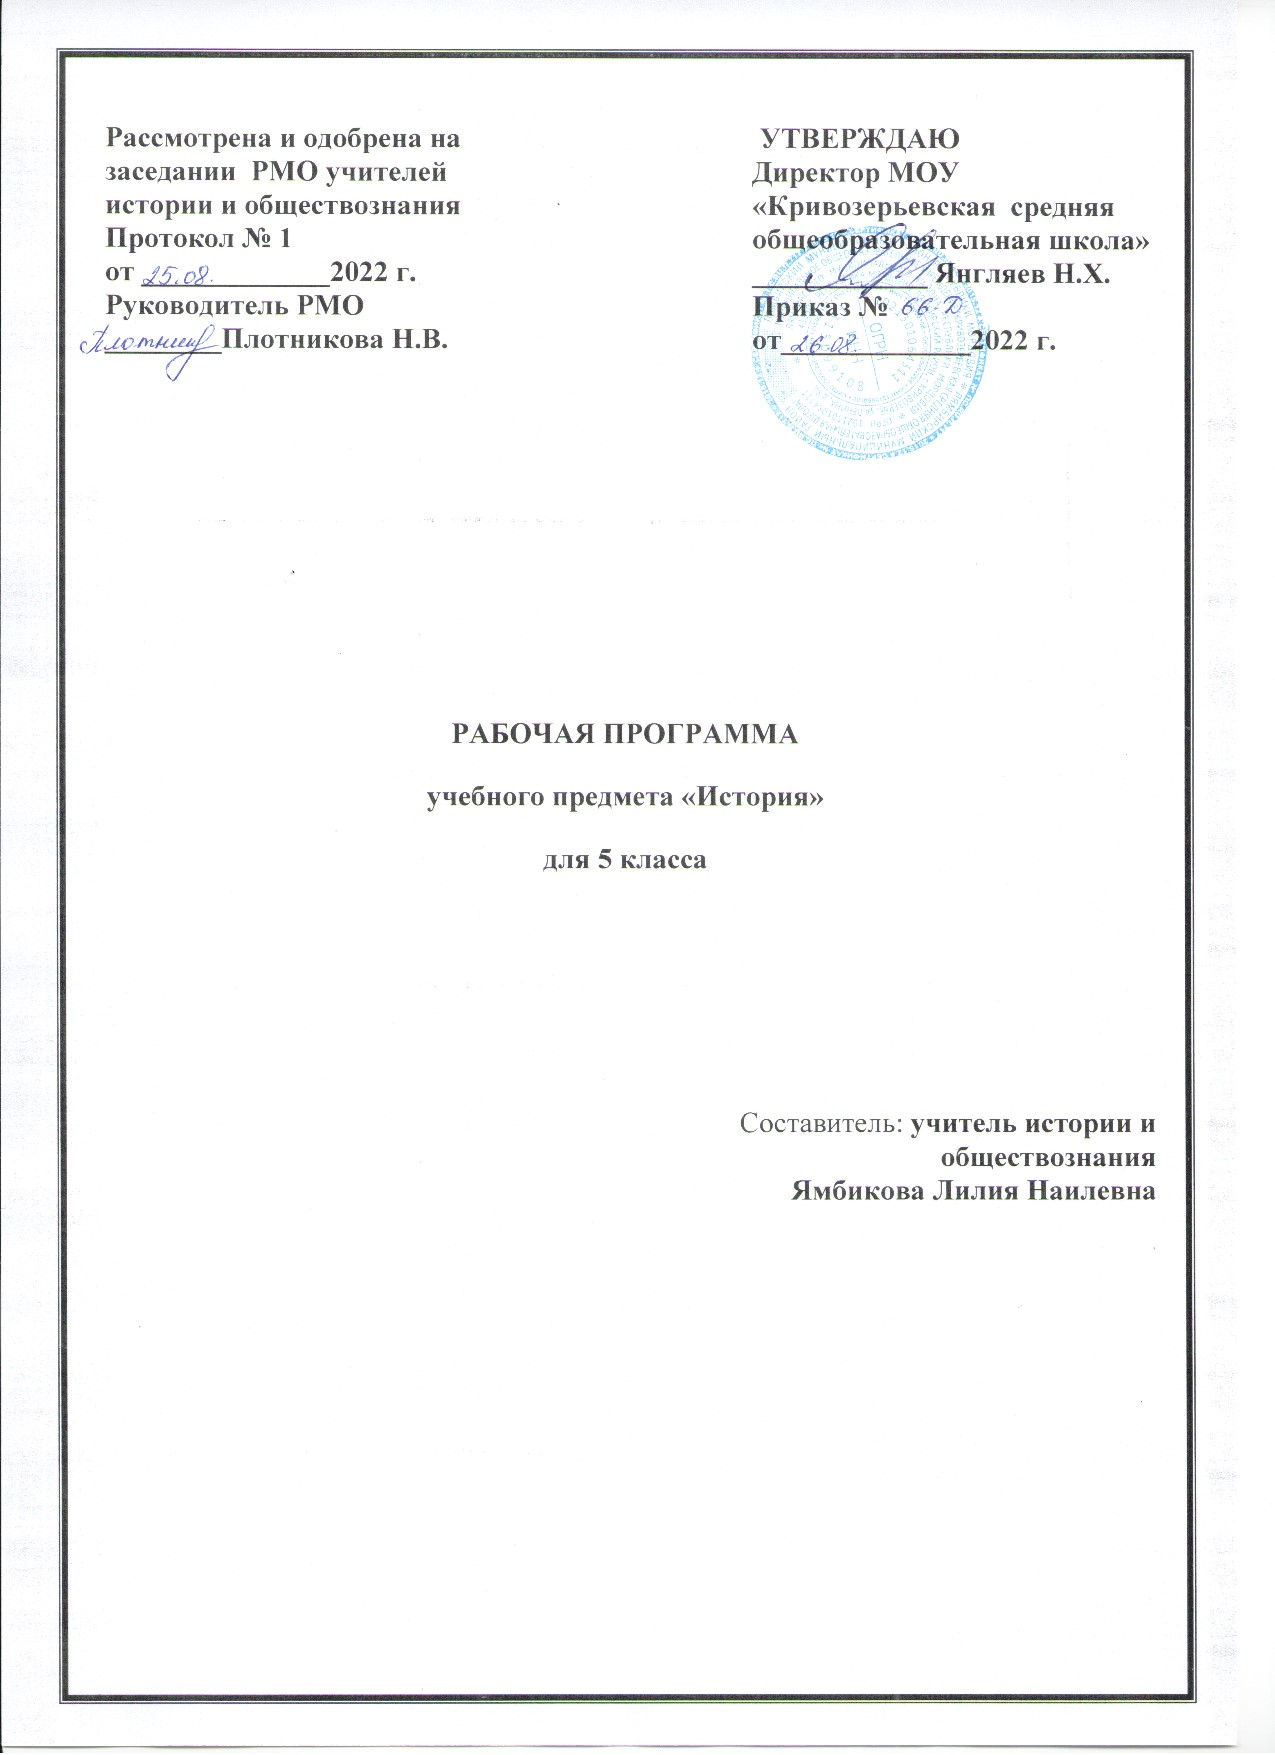 Рассмотрена и одобрена на
заседании РМО учителей
истории и обществознания
Протокол № 1
от 25.08. 2022 г.
Руководитель РМО
Плотникова Н.В.
УТВЕРЖДАЮ
Директор МОУ
«Кривозерьевская средняя
общеобразовательная школа»
Янгляев Н.Х.
Приказ № 66-Д
от 26.08. 2022 г.
РАБОЧАЯ ПРОГРАММА
учебного предмета «История»
для 5 класса
Составитель: учитель истории и
обществознания
Ямбикова Лилия Наилевна